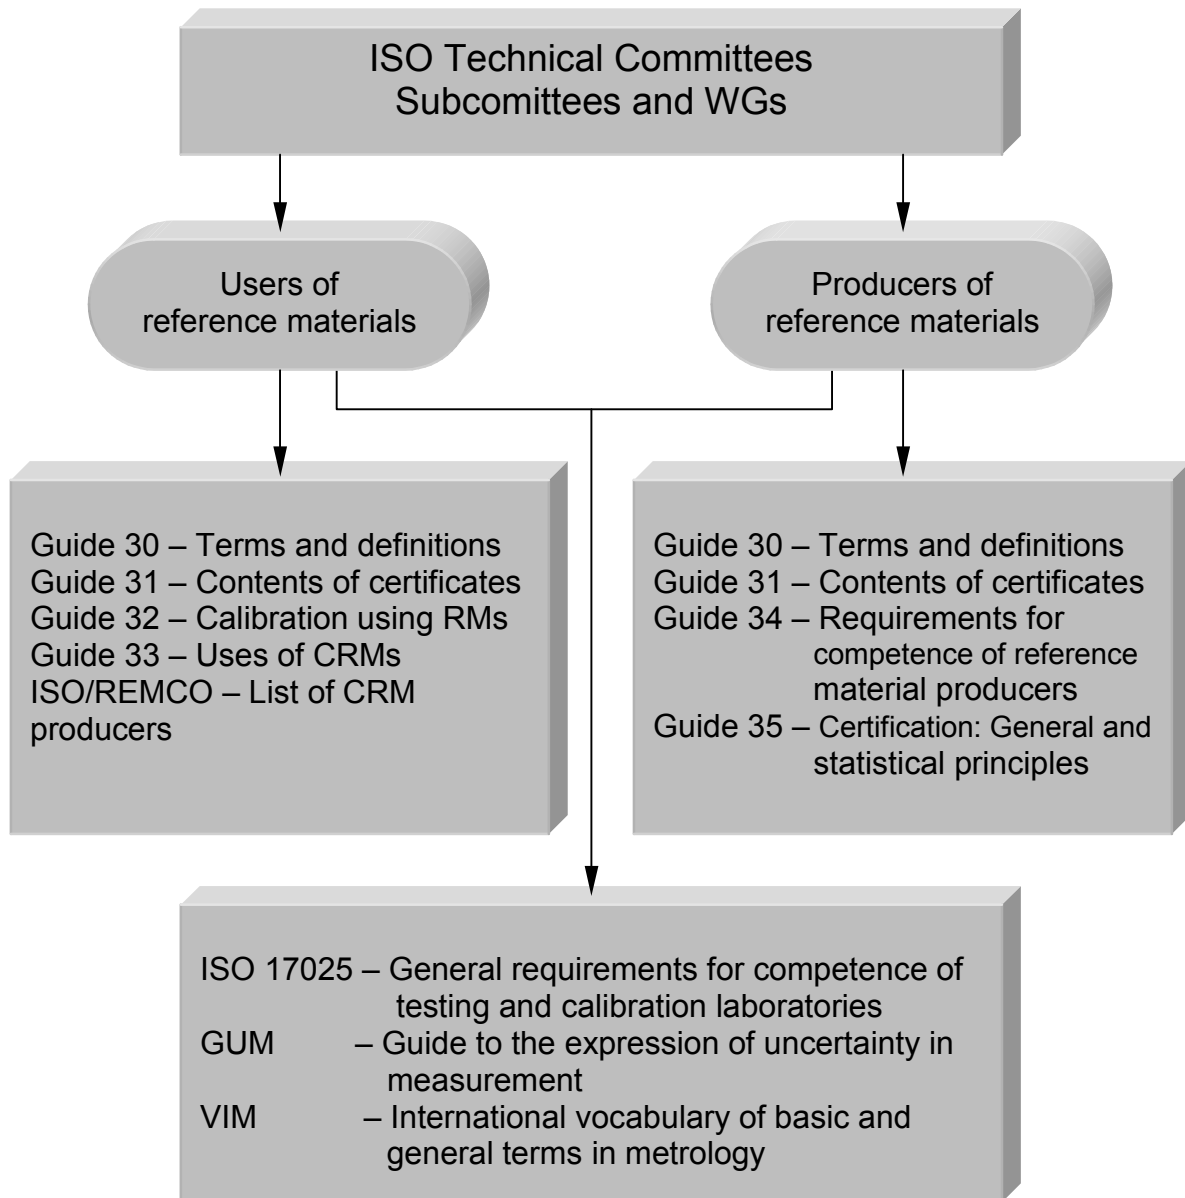 ISO Technical Committees
Subcomittees and WGs
Users of
reference materials
Producers of
reference materials
Guide 30 – Terms and definitions
Guide 31 – Contents of certificates
Guide 32 – Calibration using RMs
Guide 33 – Uses of CRMs
ISO/REMCO – List of CRM
producers
Guide 30 – Terms and definitions
Guide 31 – Contents of certificates
Guide 34 – Requirements for
competence of reference
material producers
Guide 35 – Certification: General and
statistical principles
ISO 17025 – General requirements for competence of
testing and calibration laboratories
GUM – Guide to the expression of uncertainty in
measurement
VIM – International vocabulary of basic and
general terms in metrology